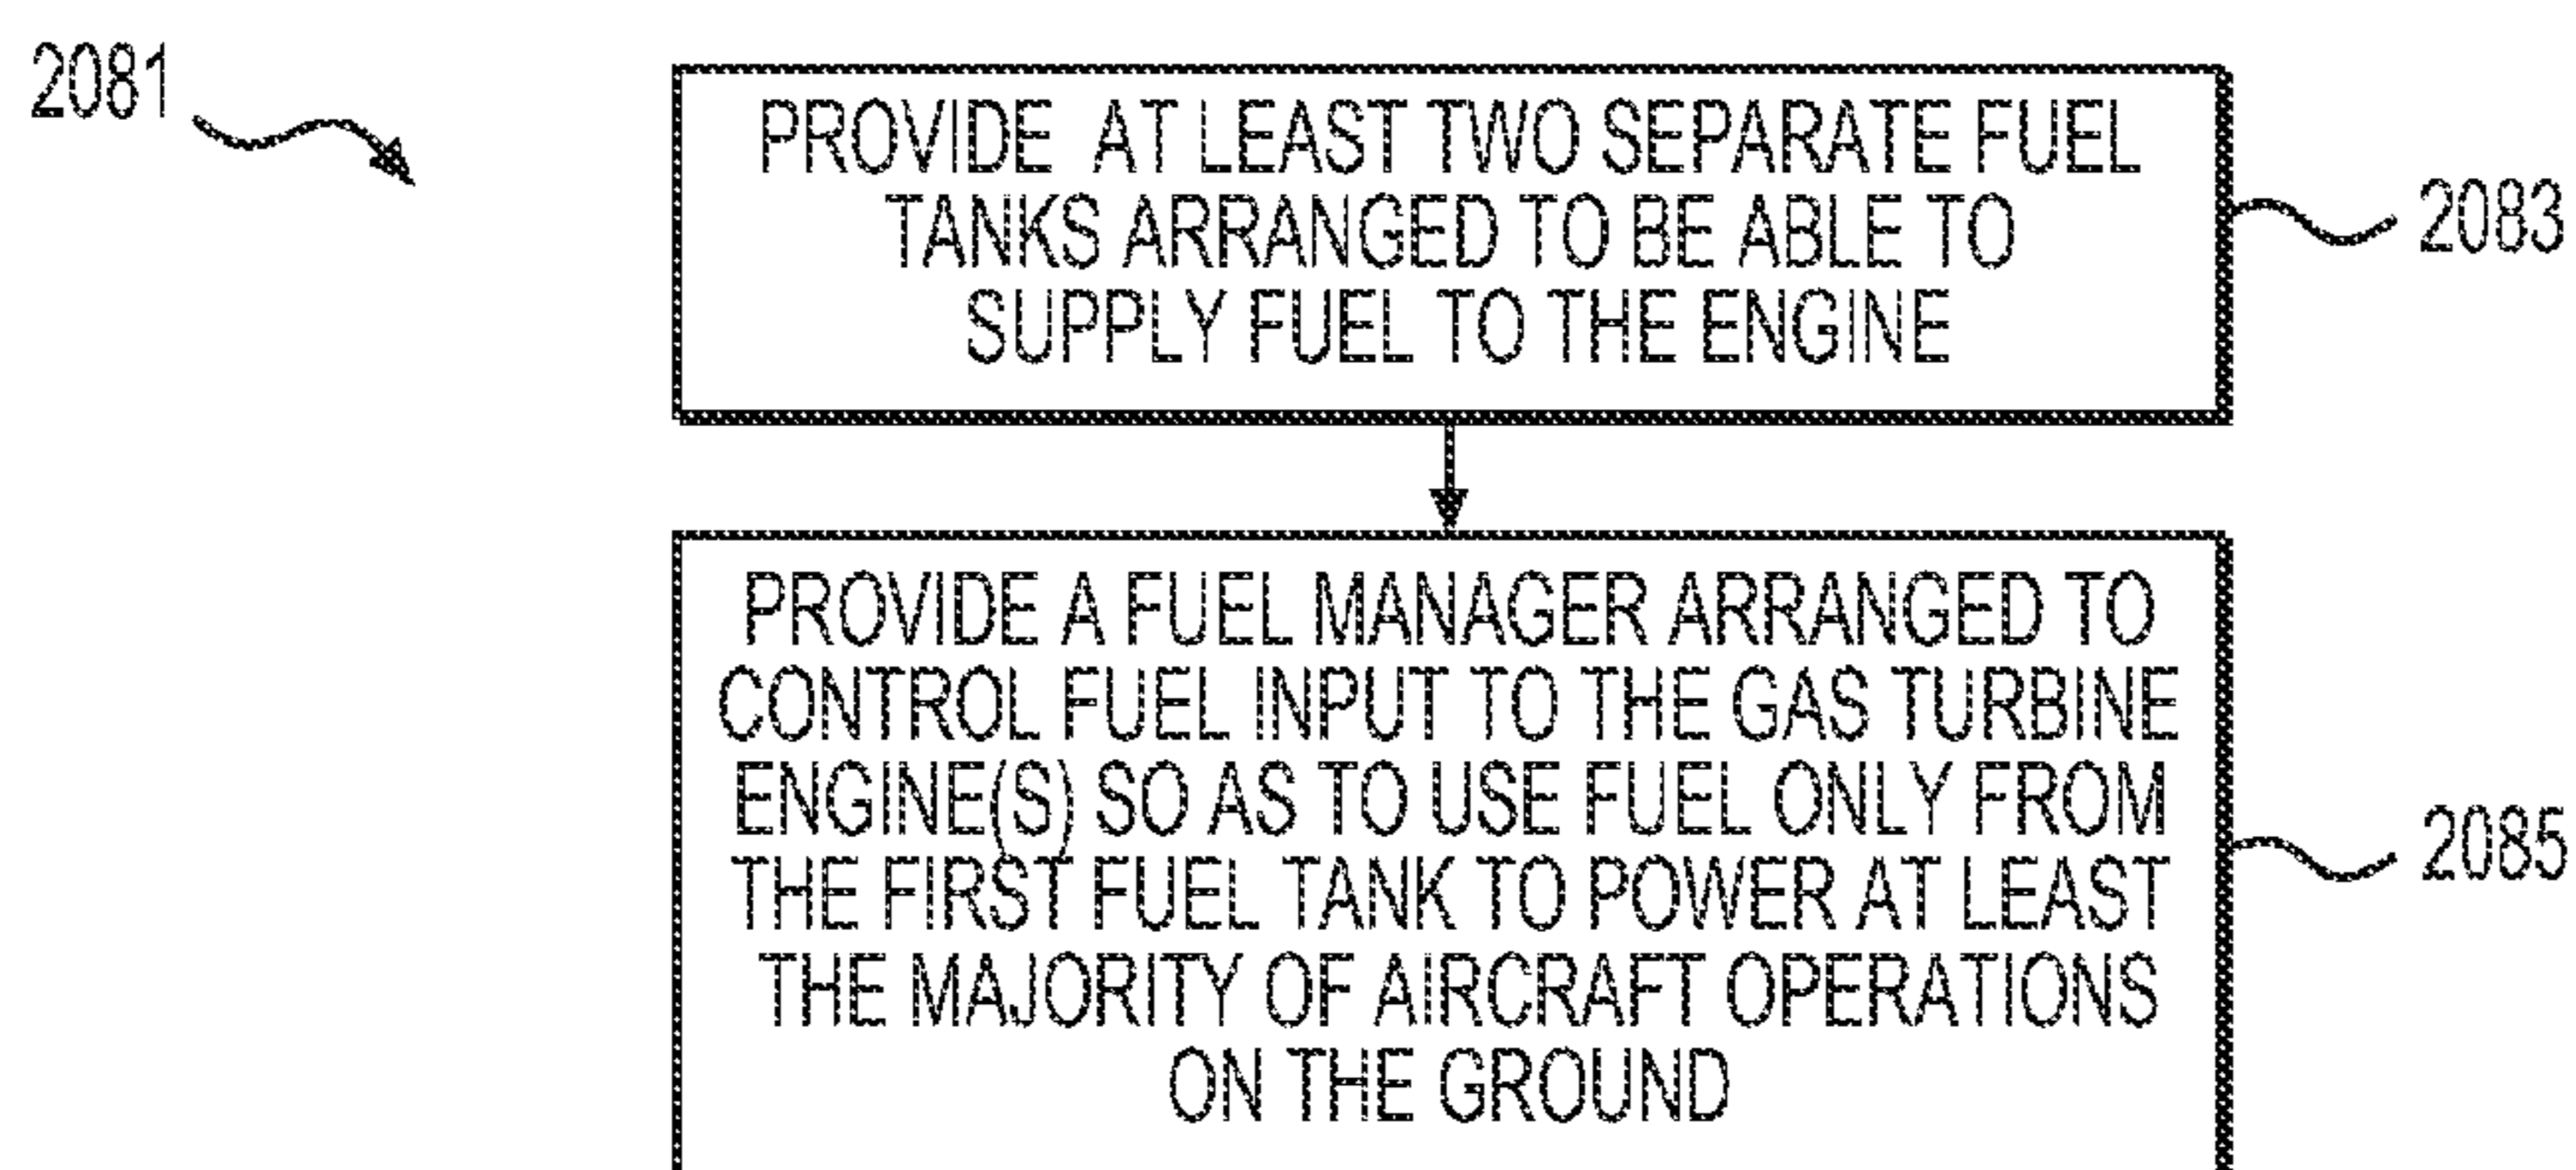 2081
PROVIDE AT LEAST TWO SEPARATE FUEL
TANKS ARRANGED TO BE ABLE TO
SUPPLY FUEL TO THE ENGINE
2083
PROVIDE A FUEL MANAGER ARRANGED TO
CONTROL FUEL INPUT TO THE GAS TURBINE
ENGINE(S) SO AS TO USE FUEL ONLY FROM
THE FIRST FUEL TANK TO POWER AT LEAST
THE MAJORITY OF AIRCRAFT OPERATIONS
ON THE GROUND
2085